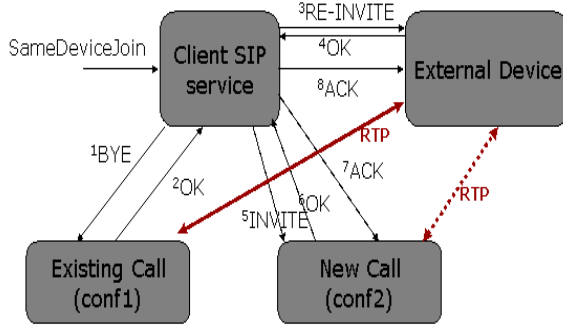 ³RE-INVITE
SameDeviceJoin
Client SIP
service
⁴OK
External Device
⁸ACK
RTP
¹BYE
²OK
⁷ACK
RTP
⁶OK
⁵INVITE
Existing Call
(conf1)
New Call
(conf2)